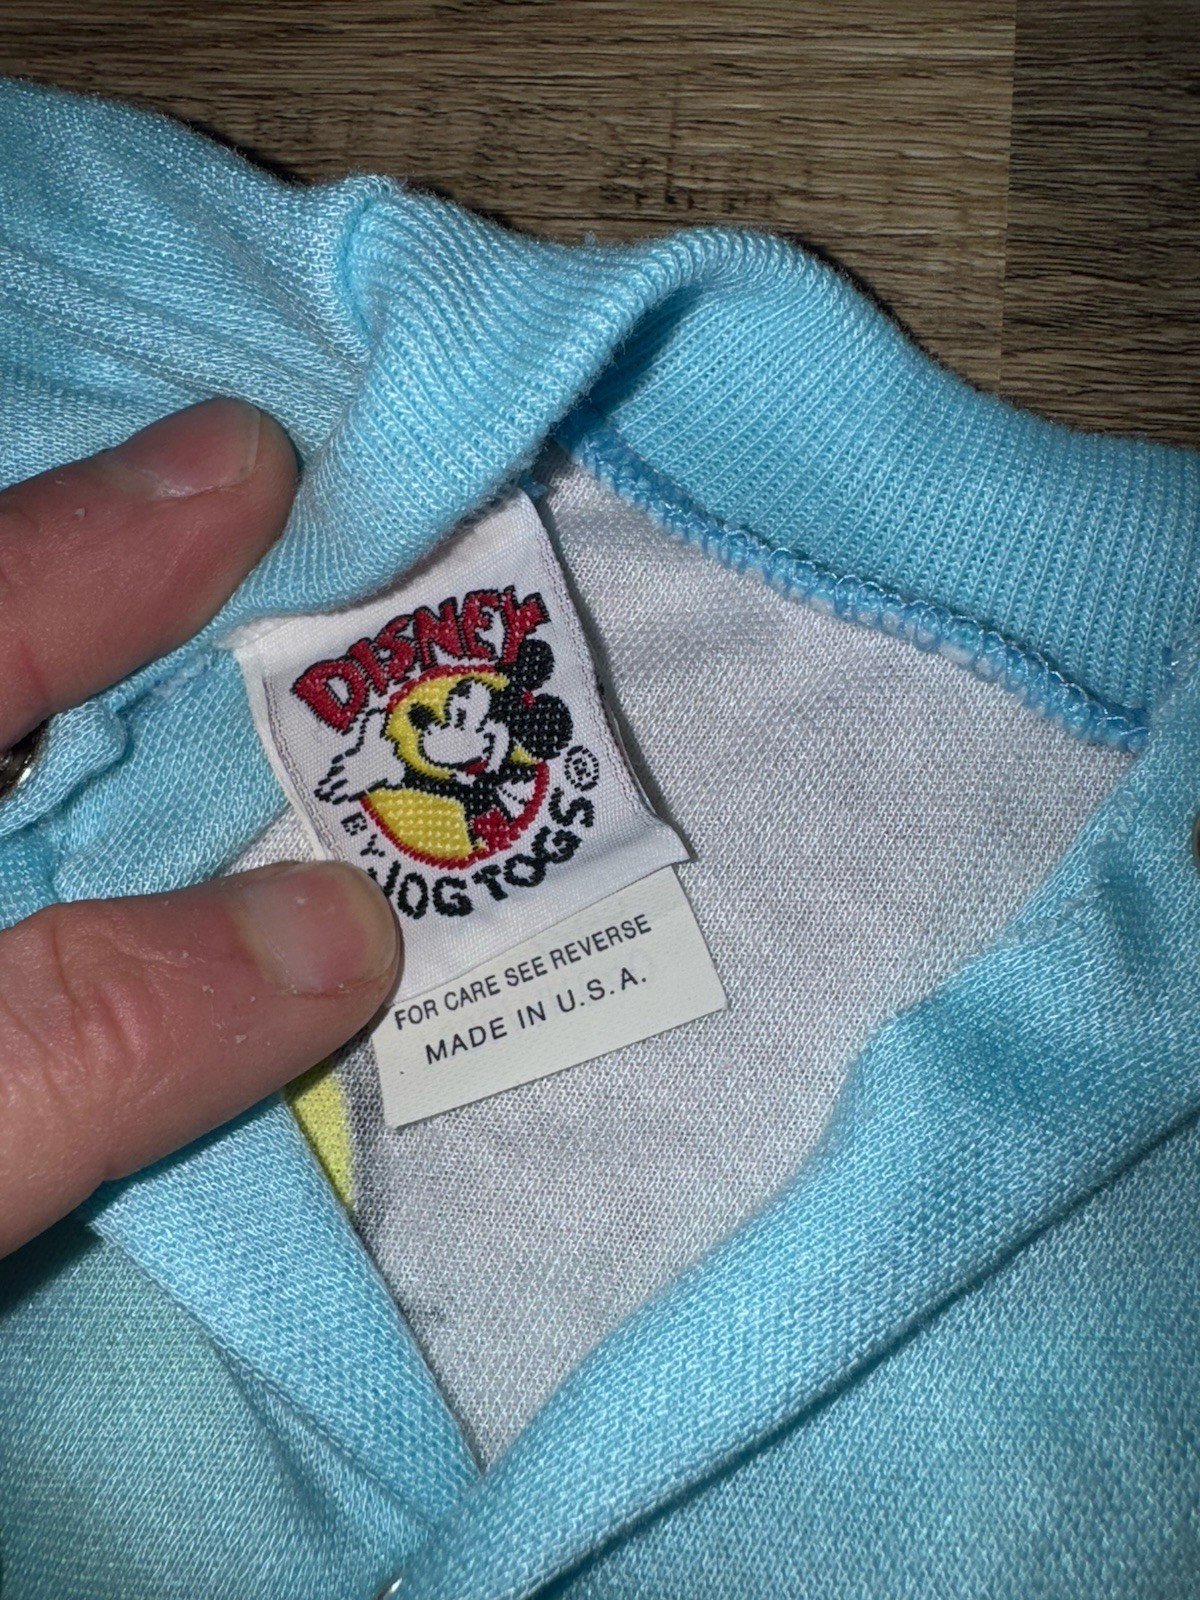 DISNEY
BY
JOG TOGS®
FOR CARE SEE REVERSE
MADE IN U.S.A.